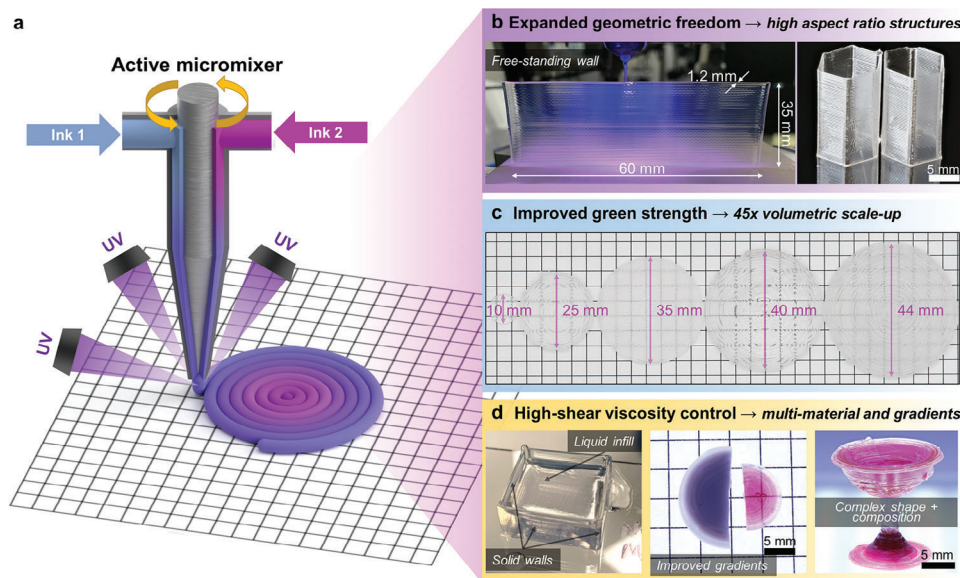 a
Active micromixer
Ink 1
Ink 2
UV
UV
UV
b Expanded geometric freedom → high aspect ratio structures
Free-standing wall
1.2 mm
35 mm
60 mm
5 mm
c Improved green strength → 45x volumetric scale-up
10 mm
25 mm
35 mm
40 mm
44 mm
d High-shear viscosity control → multi-material and gradients
Liquid infill
Solid walls
5 mm
Improved gradients
Complex shape +
composition
5 mm